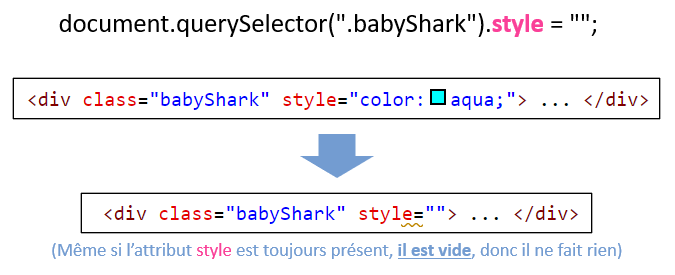 document.querySelector(".babyShark").style = "";
<div class="babyShark" style="color:aqua;"> ... </div>
<div class="babyShark" style=""> ... </div>
(Même si l'attribut style est toujours présent, il est vide, donc il ne fait rien)